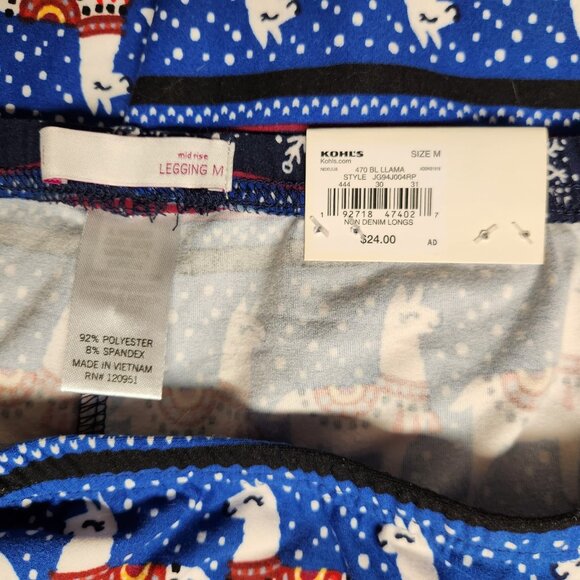 mid rise
LEGGING M
92% POLYESTER
8% SPANDEX
MADE IN VIETNAM
RN# 120951
KOHL'S SIZE M
Kohls.com
470 BL LLAMA
STYLE JG94J004RP
444 30 31
1 92718 47402 7
NON DENIM LONGS
$24.00 AD